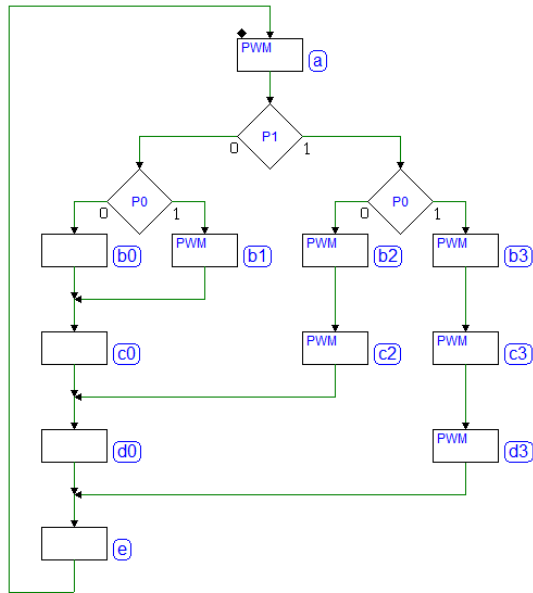 PWM
a
P1
0 1
P0 P0
0 1 0 1
PWM PWM PWM
b0 b1 b2 b3
PWM PWM
c0 c2 c3
PWM
d0 d3
e